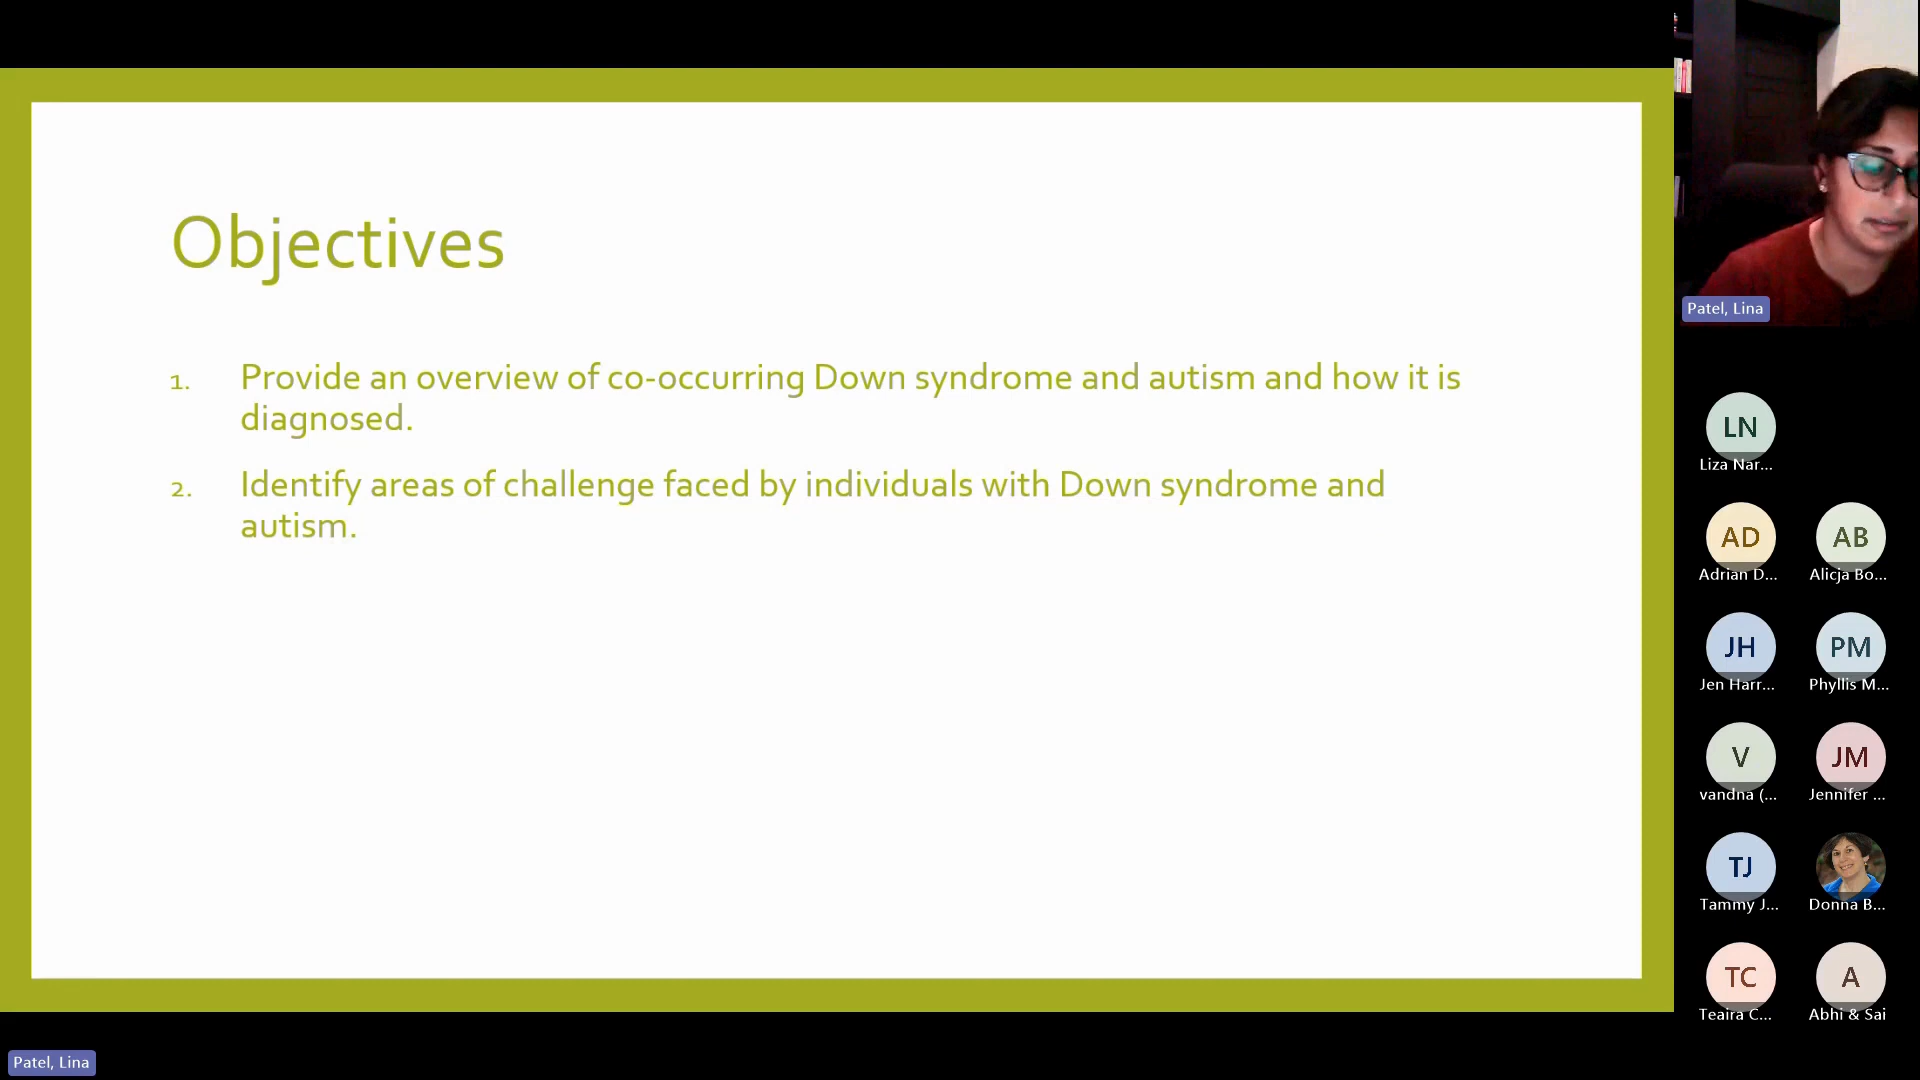 Objectives
1. Provide an overview of co-occurring Down syndrome and autism and how it is
diagnosed.
2. Identify areas of challenge faced by individuals with Down syndrome and
autism.
Patel, Lina
LN
Liza Nar...
AD
Adrian D...
AB
Alicja Bo...
JH
Jen Harr...
PM
Phyllis M...
V
vandna (...
JM
Jennifer ...
TJ
Tammy J...
Donna B...
TC
Teaira C...
A
Abhi & Sai
Patel, Lina